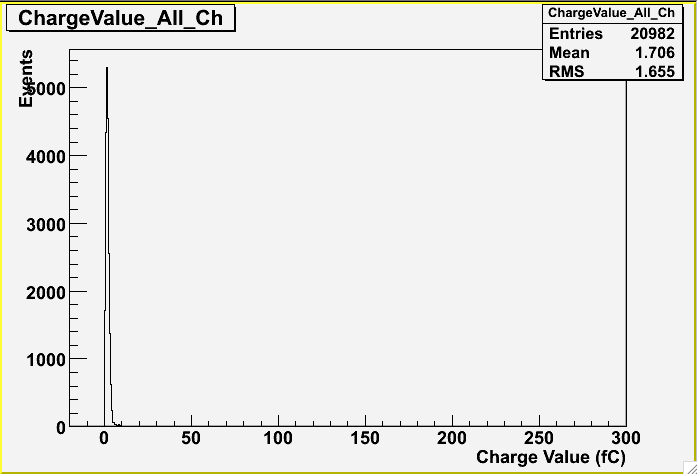 ChargeValue_All_Ch
ChargeValue_All_Ch
Entries 20982
Mean 1.706
RMS 1.655
Events
5000
4000
3000
2000
1000
0
0 50 100 150 200 250 300
Charge Value (fC)